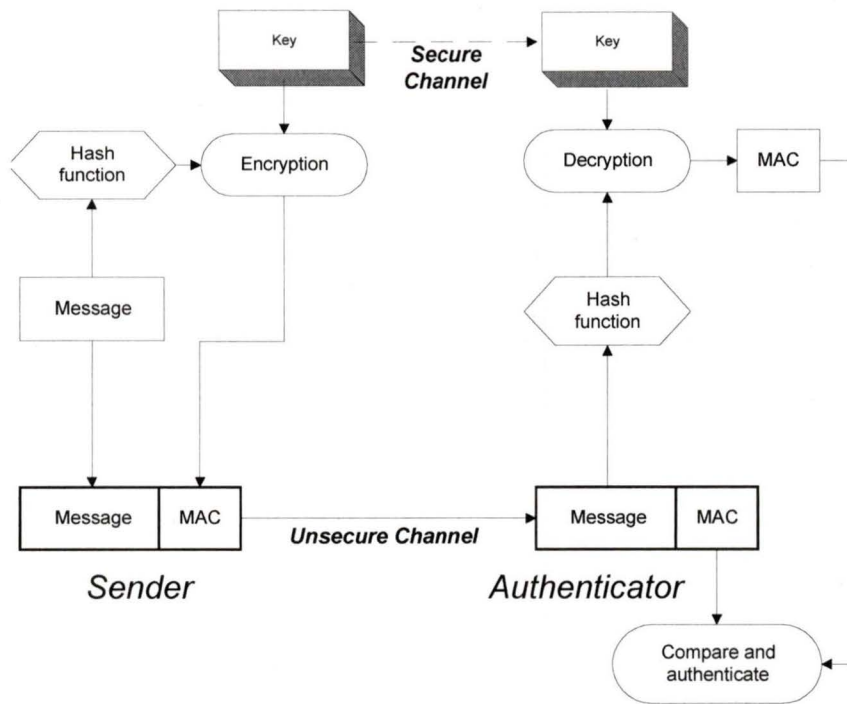 Key
Key
Secure
Channel
Hash
function
Encryption
Decryption
MAC
Message
Hash
function
Message
MAC
Unsecure Channel
Message
MAC
Sender
Authenticator
Compare and
authenticate